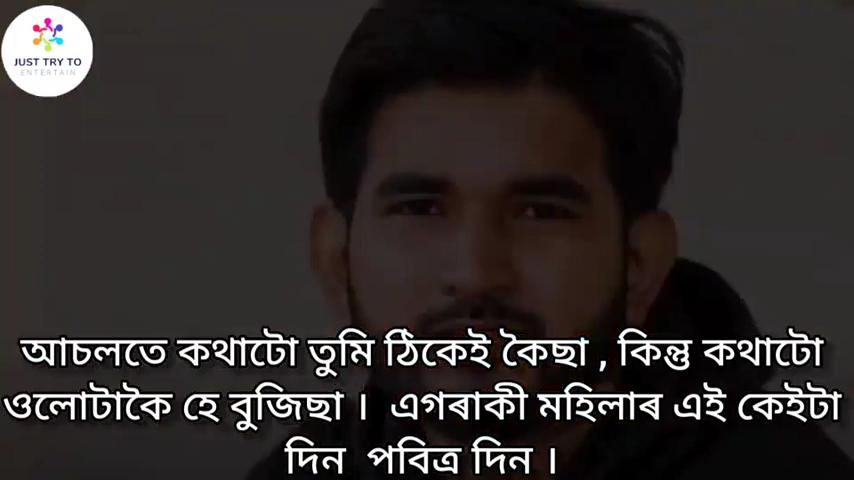 JUST TRY TO
ENTERTAIN
আচলতে কথাটো তুমি ঠিকেই কৈছা , কিন্তু কথাটো
ওলোটাকৈ হে বুজিছা । এগৰাকী মহিলাৰ এই কেইটা
দিন পবিত্ৰ দিন ।